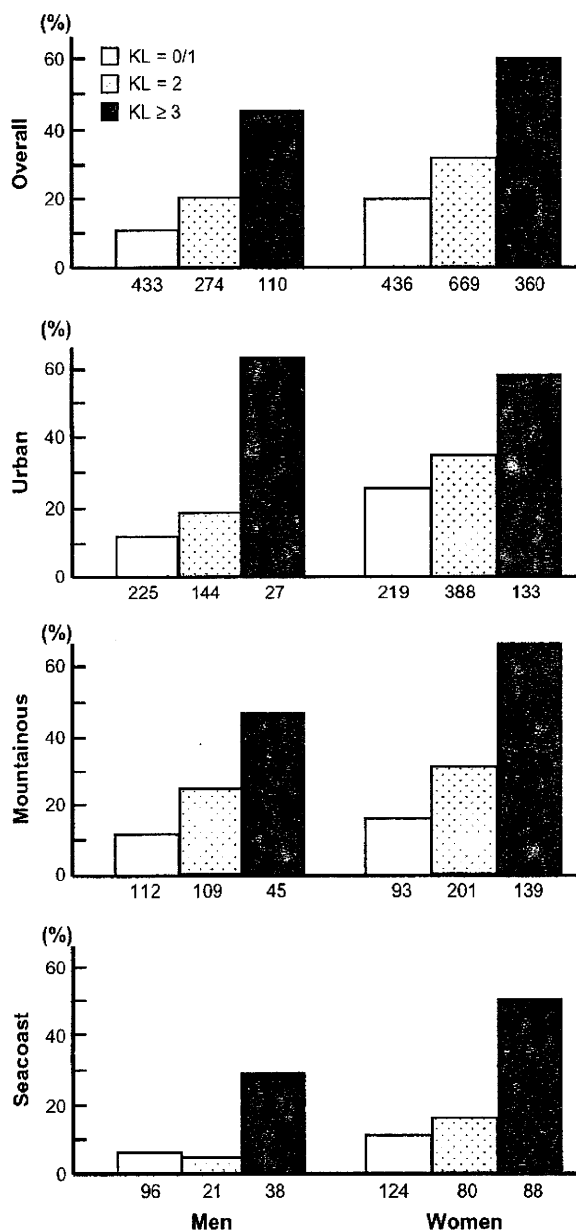 (%)
KL = 0/1
KL = 2
KL ≥ 3
60
40
20
0
Overall
433 274 110 436 669 360
(%)
60
40
20
0
Urban
225 144 27 219 388 133
(%)
60
40
20
0
Mountainous
112 109 45 93 201 139
(%)
60
40
20
0
Seacoast
96 21 38 124 80 88
Men Women